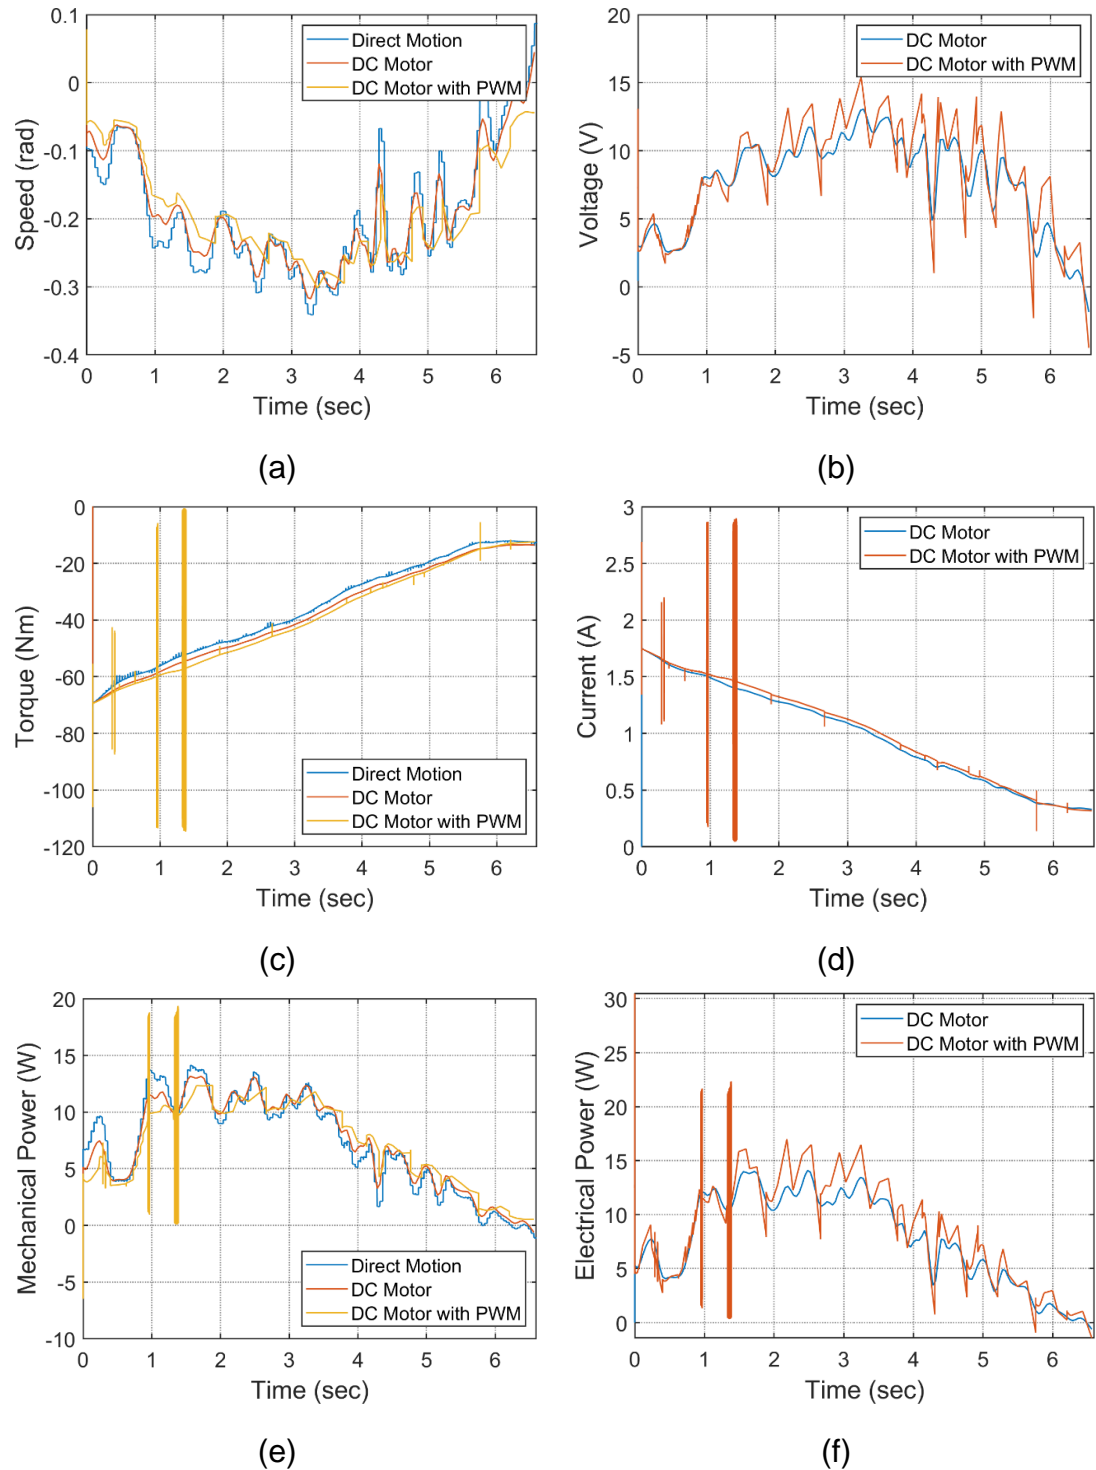 0.1
0
-0.1
-0.2
-0.3
-0.4
Speed (rad)
Direct Motion
DC Motor
DC Motor with PWM
0 1 2 3 4 5 6
Time (sec)
(a)
20
15
10
5
0
-5
Voltage (V)
DC Motor
DC Motor with PWM
0 1 2 3 4 5 6
Time (sec)
(b)
0
-20
-40
-60
-80
-100
-120
Torque (Nm)
Direct Motion
DC Motor
DC Motor with PWM
0 1 2 3 4 5 6
Time (sec)
(c)
3
2.5
2
1.5
1
0.5
0
Current (A)
DC Motor
DC Motor with PWM
0 1 2 3 4 5 6
Time (sec)
(d)
20
15
10
5
0
-5
-10
Mechanical Power (W)
Direct Motion
DC Motor
DC Motor with PWM
0 1 2 3 4 5 6
Time (sec)
(e)
30
25
20
15
10
5
0
Electrical Power (W)
DC Motor
DC Motor with PWM
0 1 2 3 4 5 6
Time (sec)
(f)